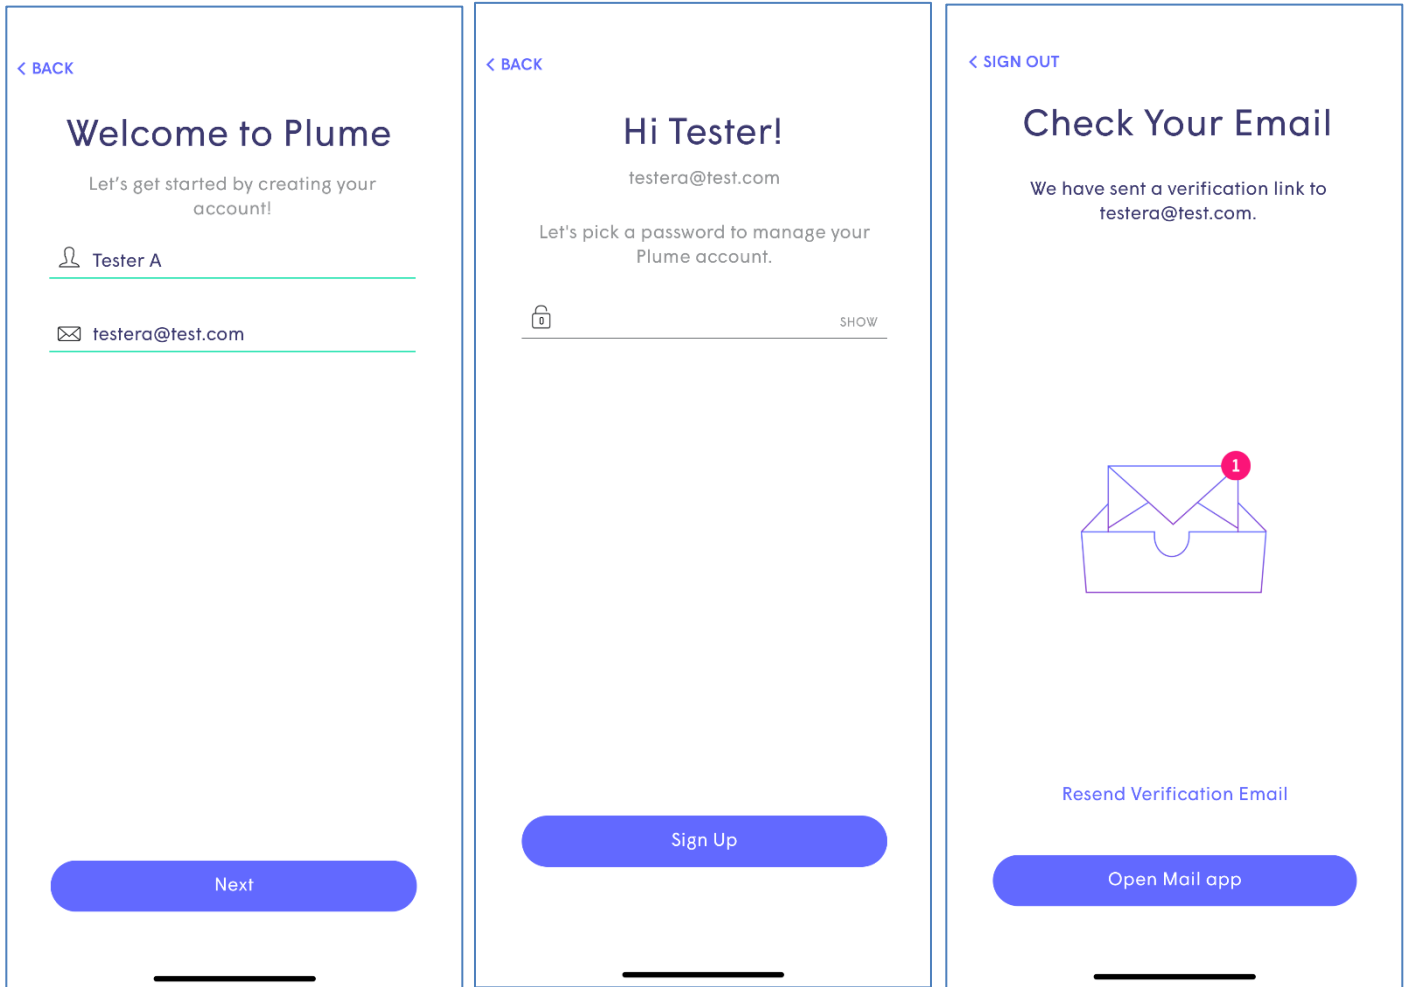 < BACK
Welcome to Plume
Let's get started by creating your
account!
Tester A
testera@test.com
Next
< BACK
Hi Tester!
testera@test.com
Let's pick a password to manage your
Plume account.
SHOW
Sign Up
< SIGN OUT
Check Your Email
We have sent a verification link to
testera@test.com.
1
Resend Verification Email
Open Mail app